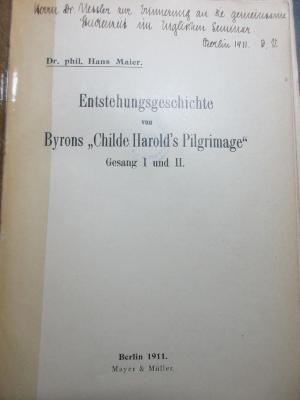 Herrn Dr. Vessler zur Erinnerung an die gemeinsame
Studienzeit im Englischen Seminar
Berlin 1911. D. V.
Dr. phil. Hans Maier.
Entstehungsgeschichte
von
Byrons „Childe Harold's Pilgrimage"
Gesang I und II.
Berlin 1911.
Mayer & Müller.